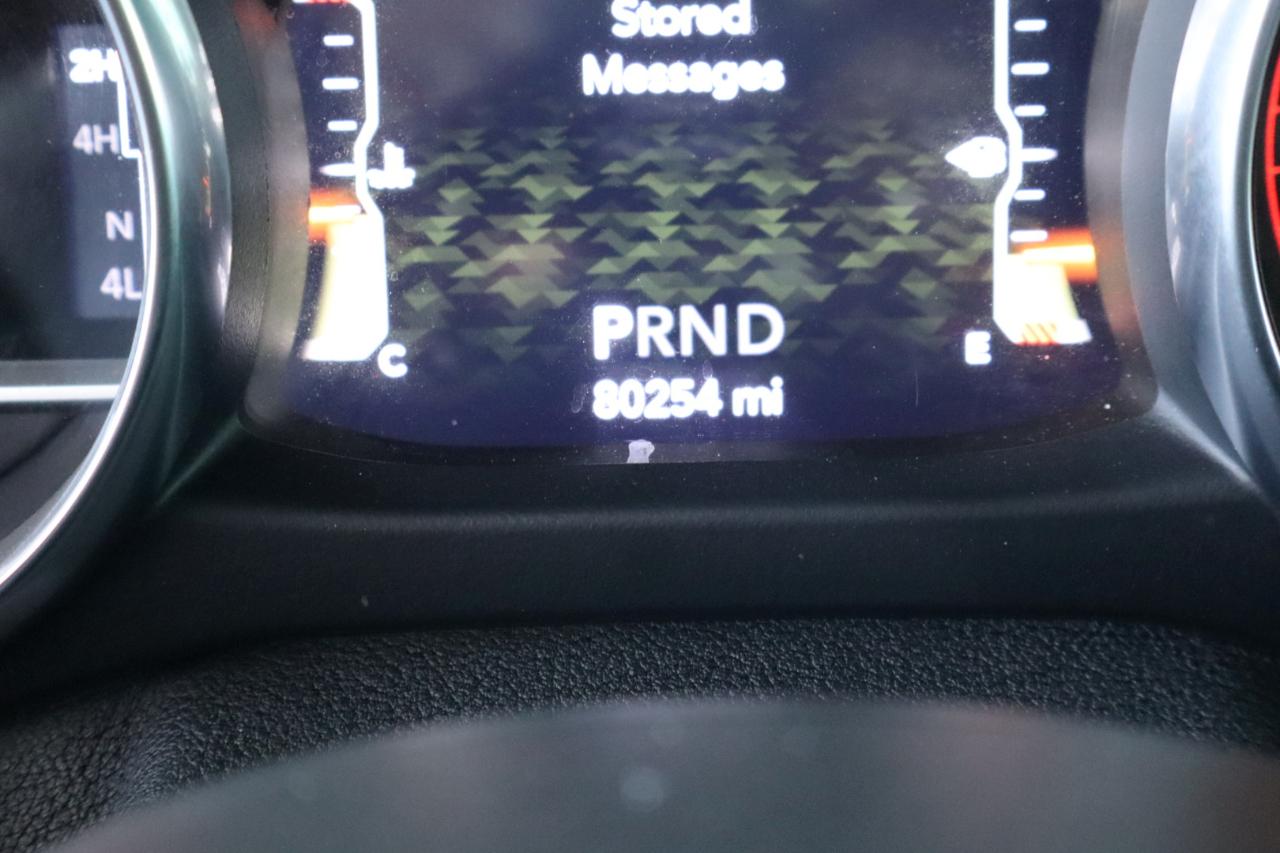 Stored
Messages
2H
4H
N
4L
C
E
PRND
80254 mi